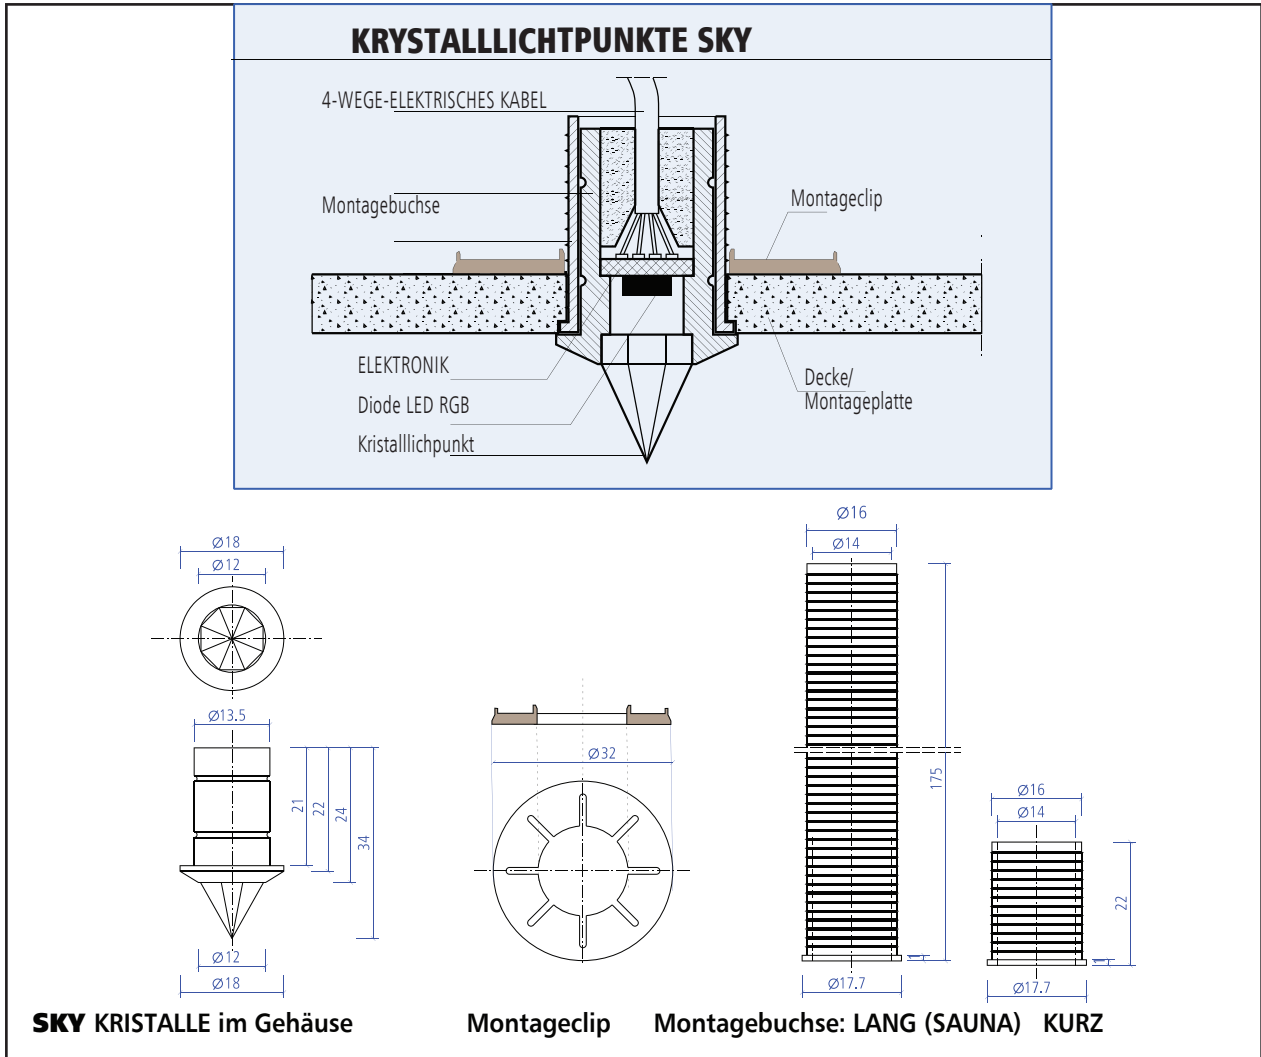 KRYSTALLLICHTPUNKTE SKY
4-WEGE-ELEKTRISCHES KABEL
Montagebuchse
Montageclip
ELEKTRONIK
Diode LED RGB
Kristalllichpunkt
Decke/
Montageplatte
Ø18
Ø12
Ø13.5
21
22
24
34
Ø12
Ø18
Ø32
Ø16
Ø14
175
1
Ø17.7
Ø16
Ø14
22
1
Ø17.7
SKY KRISTALLE im Gehäuse
Montageclip
Montagebuchse: LANG (SAUNA) KURZ